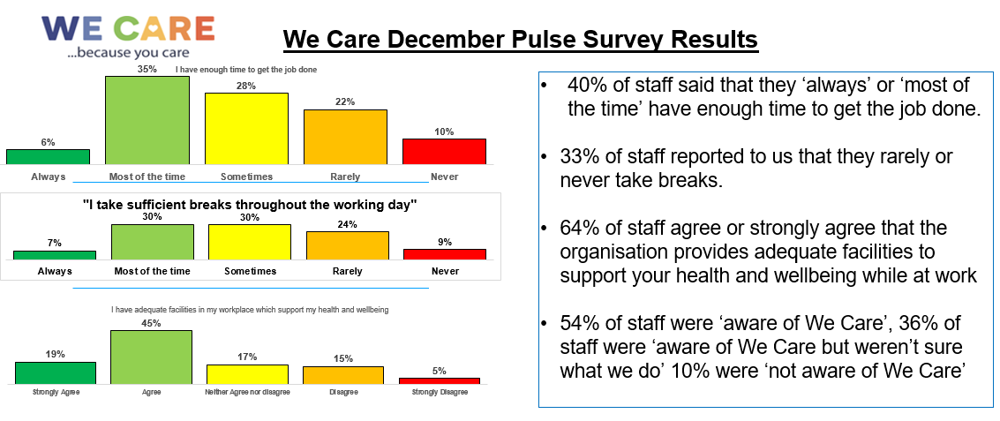 WE CARE
...because you care
We Care December Pulse Survey Results
I have enough time to get the job done
35%
28%
22%
10%
6%
Always Most of the time Sometimes Rarely Never
"I take sufficient breaks throughout the working day"
30% 30%
24%
7% 9%
Always Most of the time Sometimes Rarely Never
I have adequate facilities in my workplace which support my health and wellbeing
45%
19% 17% 15%
5%
Strongly Agree Agree Neither Agree nor disagree Disagree Strongly Disagree
• 40% of staff said that they ‘always’ or ‘most of
the time’ have enough time to get the job done.
• 33% of staff reported to us that they rarely or
never take breaks.
• 64% of staff agree or strongly agree that the
organisation provides adequate facilities to
support your health and wellbeing while at work
• 54% of staff were ‘aware of We Care’, 36% of
staff were ‘aware of We Care but weren’t sure
what we do’ 10% were ‘not aware of We Care’